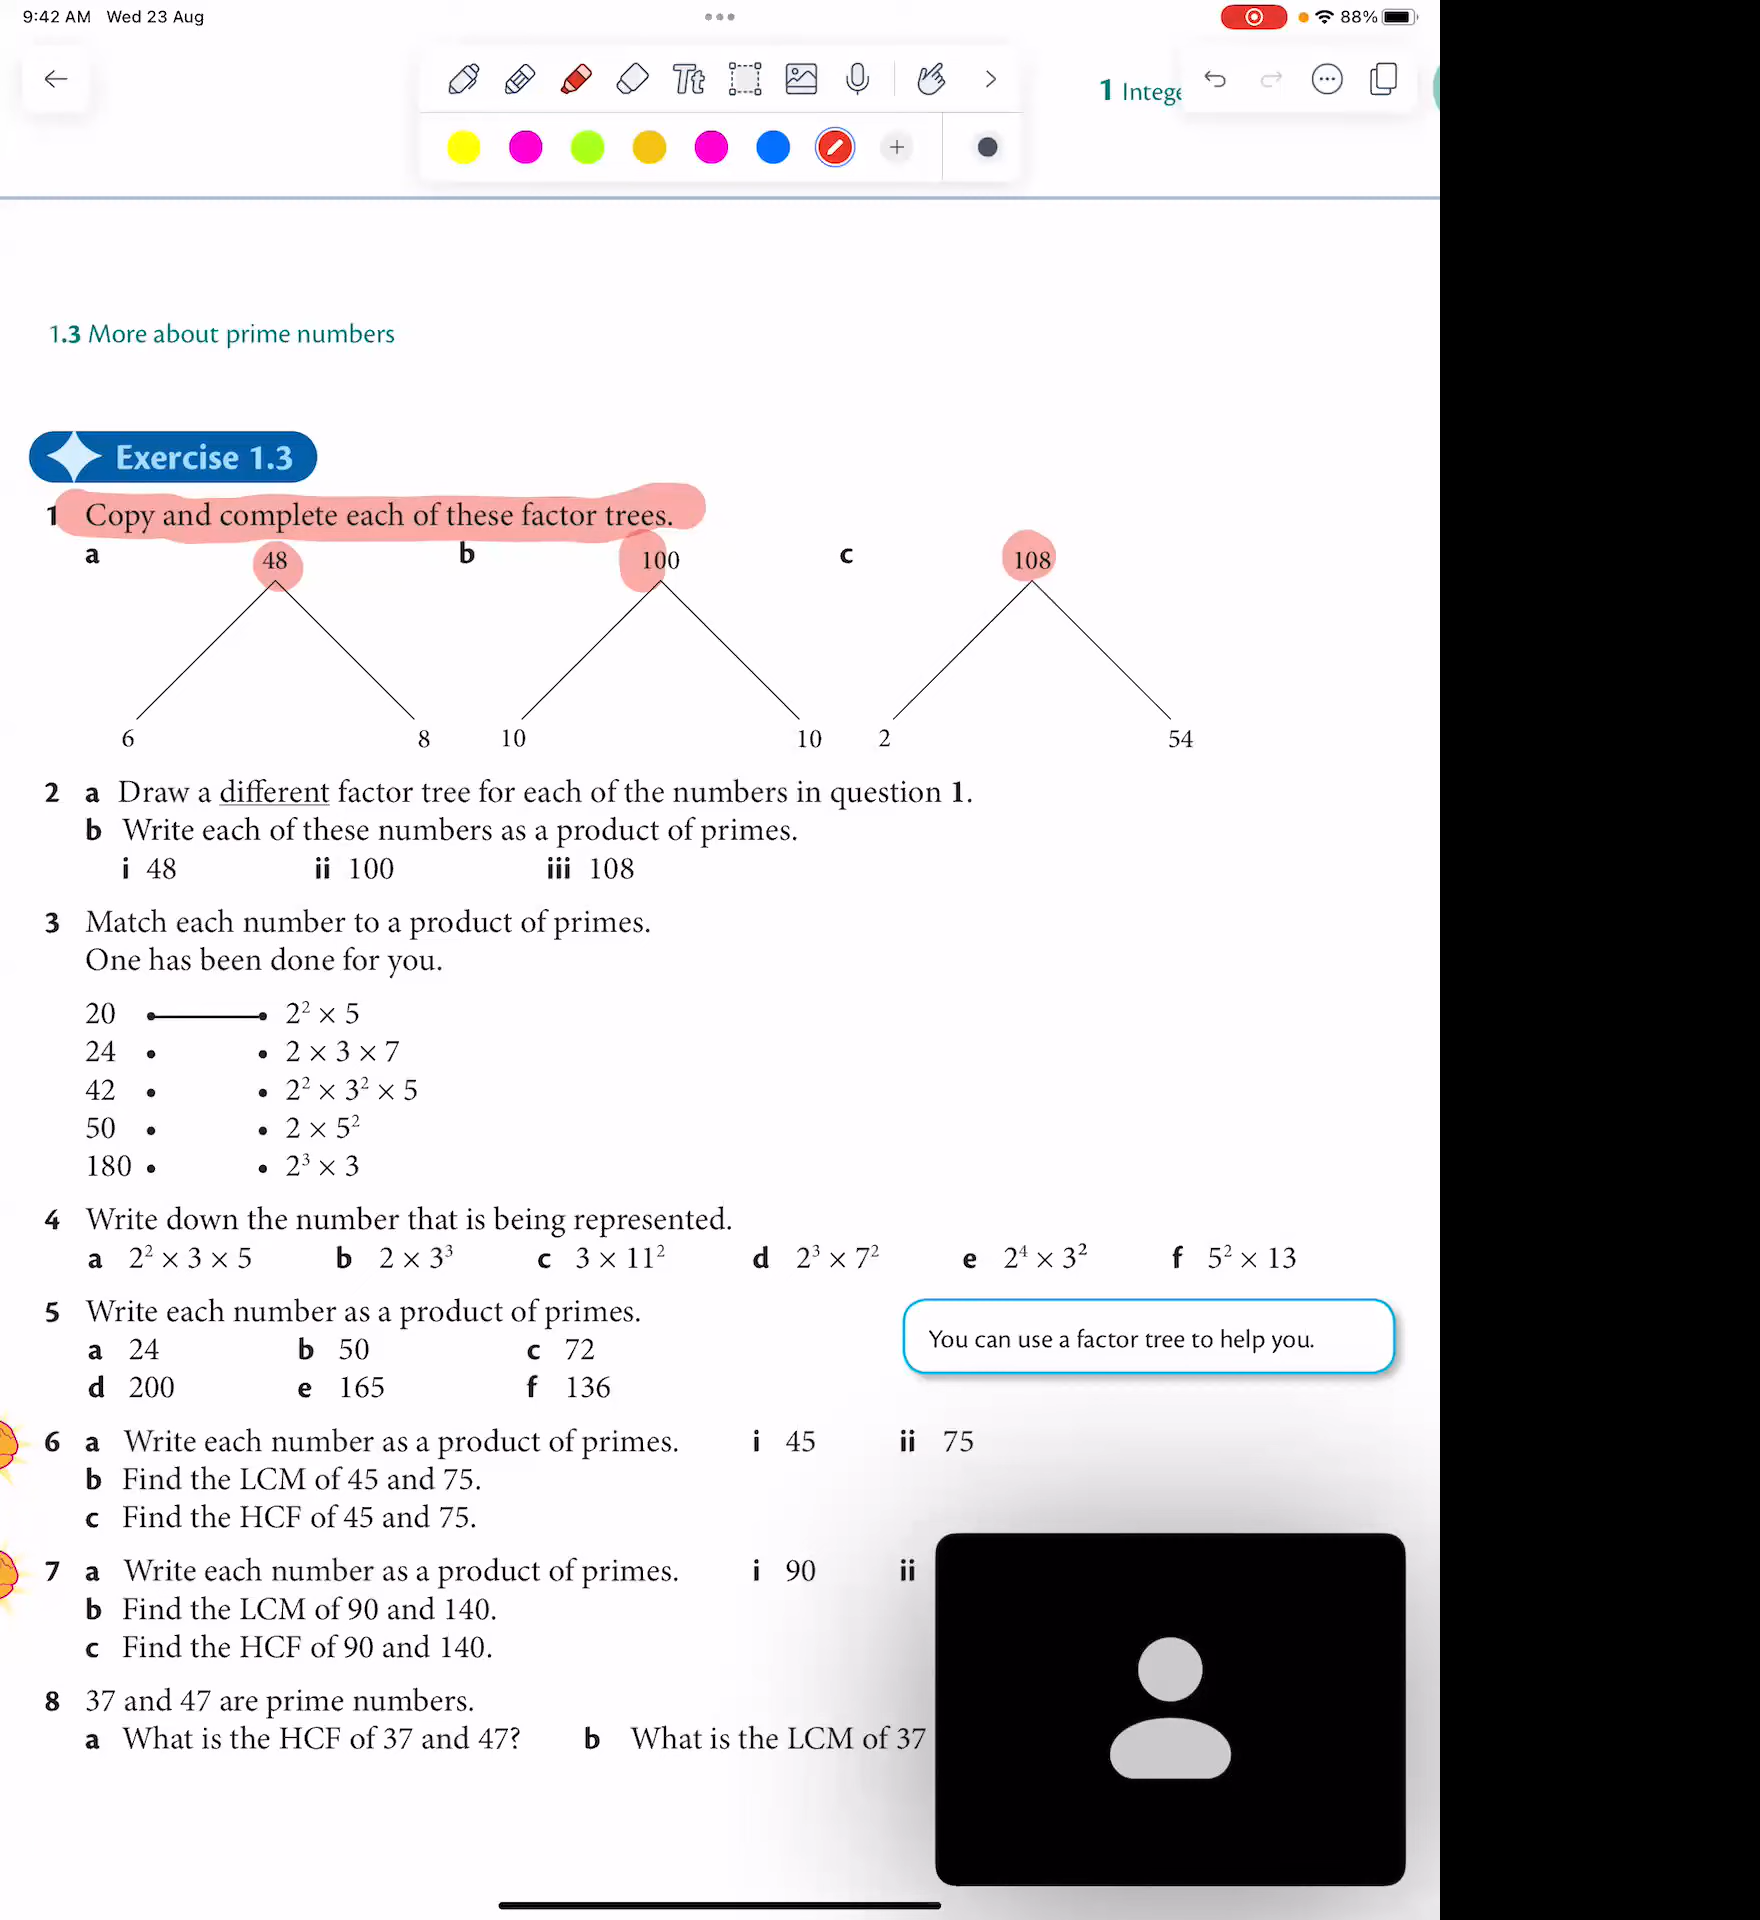 9:42 AM Wed 23 Aug
88%
Tt
1 Intege
1.3 More about prime numbers
Exercise 1.3
1 Copy and complete each of these factor trees.
a 48 b 100 c 108
6 8 10 10 2 54
2 a Draw a different factor tree for each of the numbers in question 1.
b Write each of these numbers as a product of primes.
i 48 ii 100 iii 108
3 Match each number to a product of primes.
One has been done for you.
20 • • 2² × 5
24 • • 2 × 3 × 7
42 • • 2² × 3² × 5
50 • • 2 × 5²
180 • • 2³ × 3
4 Write down the number that is being represented.
a 2² × 3 × 5 b 2 × 3³ c 3 × 11² d 2³ × 7² e 2⁴ × 3² f 5² × 13
5 Write each number as a product of primes.
You can use a factor tree to help you.
a 24 b 50 c 72
d 200 e 165 f 136
6 a Write each number as a product of primes. i 45 ii 75
b Find the LCM of 45 and 75.
c Find the HCF of 45 and 75.
7 a Write each number as a product of primes. i 90 ii
b Find the LCM of 90 and 140.
c Find the HCF of 90 and 140.
8 37 and 47 are prime numbers.
a What is the HCF of 37 and 47? b What is the LCM of 37